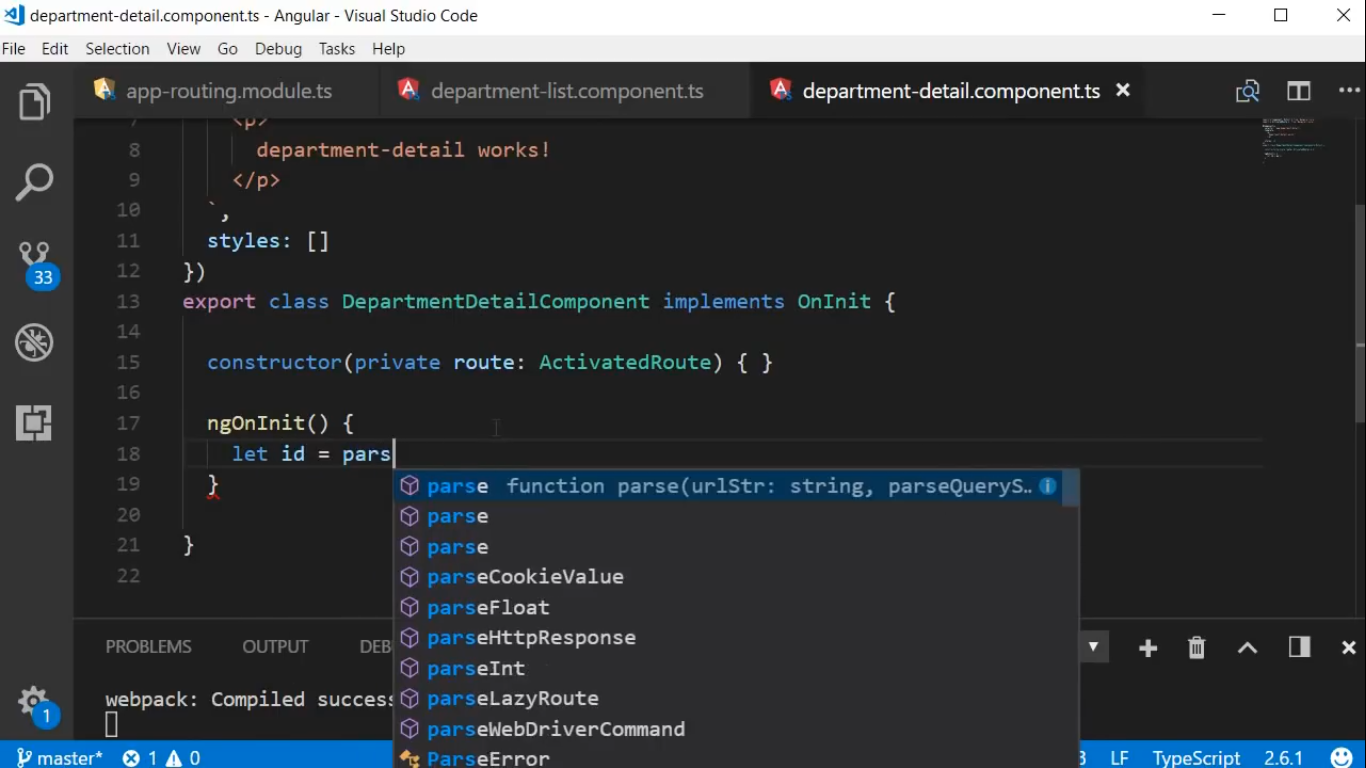 department-detail.component.ts - Angular - Visual Studio Code
File Edit Selection View Go Debug Tasks Help
app-routing.module.ts department-list.component.ts department-detail.component.ts
7 <p>
8 department-detail works!
9 </p>
10 `,
11 styles: []
12 })
13 export class DepartmentDetailComponent implements OnInit {
14
15 constructor(private route: ActivatedRoute) { }
16
17 ngOnInit() {
18 let id = pars
19 }
20
21 }
22
parse function parse(urlStr: string, parseQueryS…
parse
parse
parseCookieValue
parseFloat
parseHttpResponse
parseInt
parseLazyRoute
parseWebDriverCommand
ParseError
33
1
PROBLEMS OUTPUT DEB
webpack: Compiled success
master* 1 0 3 LF TypeScript 2.6.1